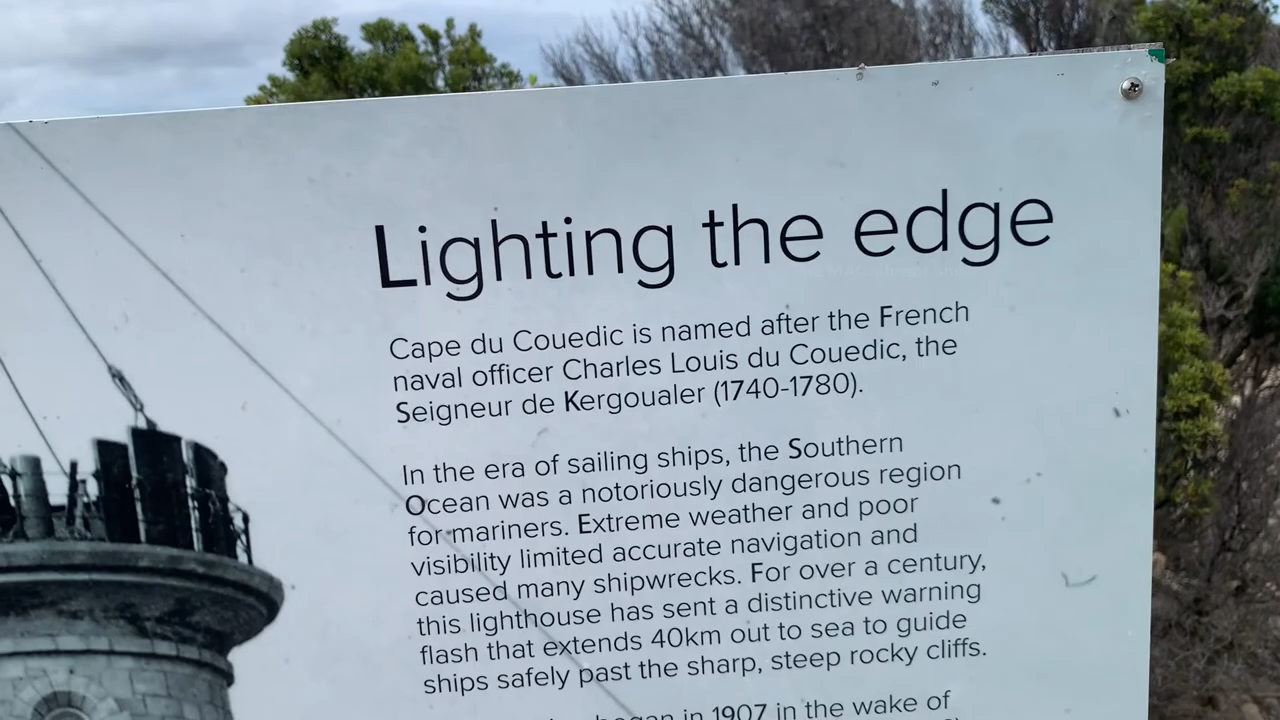 Lighting the edge
Cape du Couedic is named after the French
naval officer Charles Louis du Couedic, the
Seigneur de Kergoualer (1740-1780).
In the era of sailing ships, the Southern
Ocean was a notoriously dangerous region
for mariners. Extreme weather and poor
visibility limited accurate navigation and
caused many shipwrecks. For over a century,
this lighthouse has sent a distinctive warning
flash that extends 40km out to sea to guide
ships safely past the sharp, steep rocky cliffs.
began in 1907 in the wake of